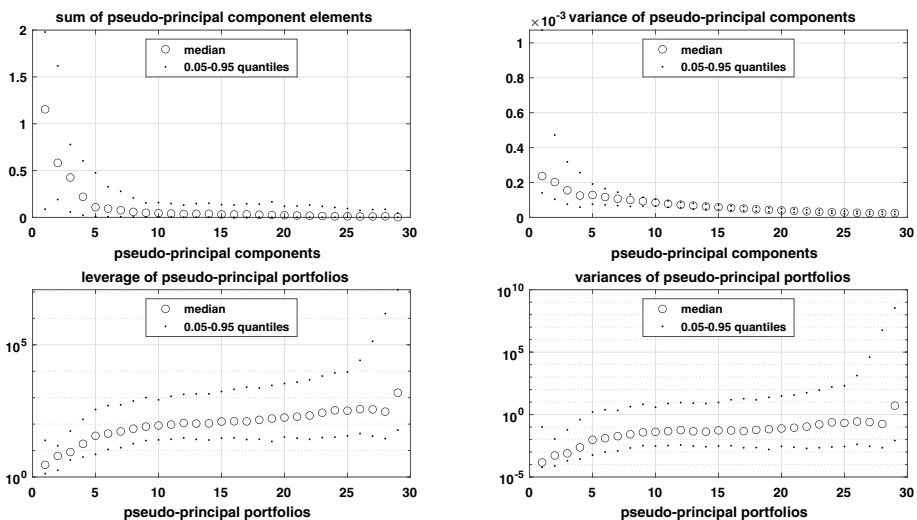 sum of pseudo-principal component elements
2
1.5
1
0.5
0
median
0.05-0.95 quantiles
0 5 10 15 20 25 30
pseudo-principal components
×10⁻³ variance of pseudo-principal components
1
0.8
0.6
0.4
0.2
0
median
0.05-0.95 quantiles
0 5 10 15 20 25 30
pseudo-principal components
leverage of pseudo-principal portfolios
10⁵
10⁰
median
0.05-0.95 quantiles
0 5 10 15 20 25 30
pseudo-principal portfolios
variances of pseudo-principal portfolios
10¹⁰
10⁵
10⁰
10⁻⁵
median
0.05-0.95 quantiles
0 5 10 15 20 25 30
pseudo-principal portfolios